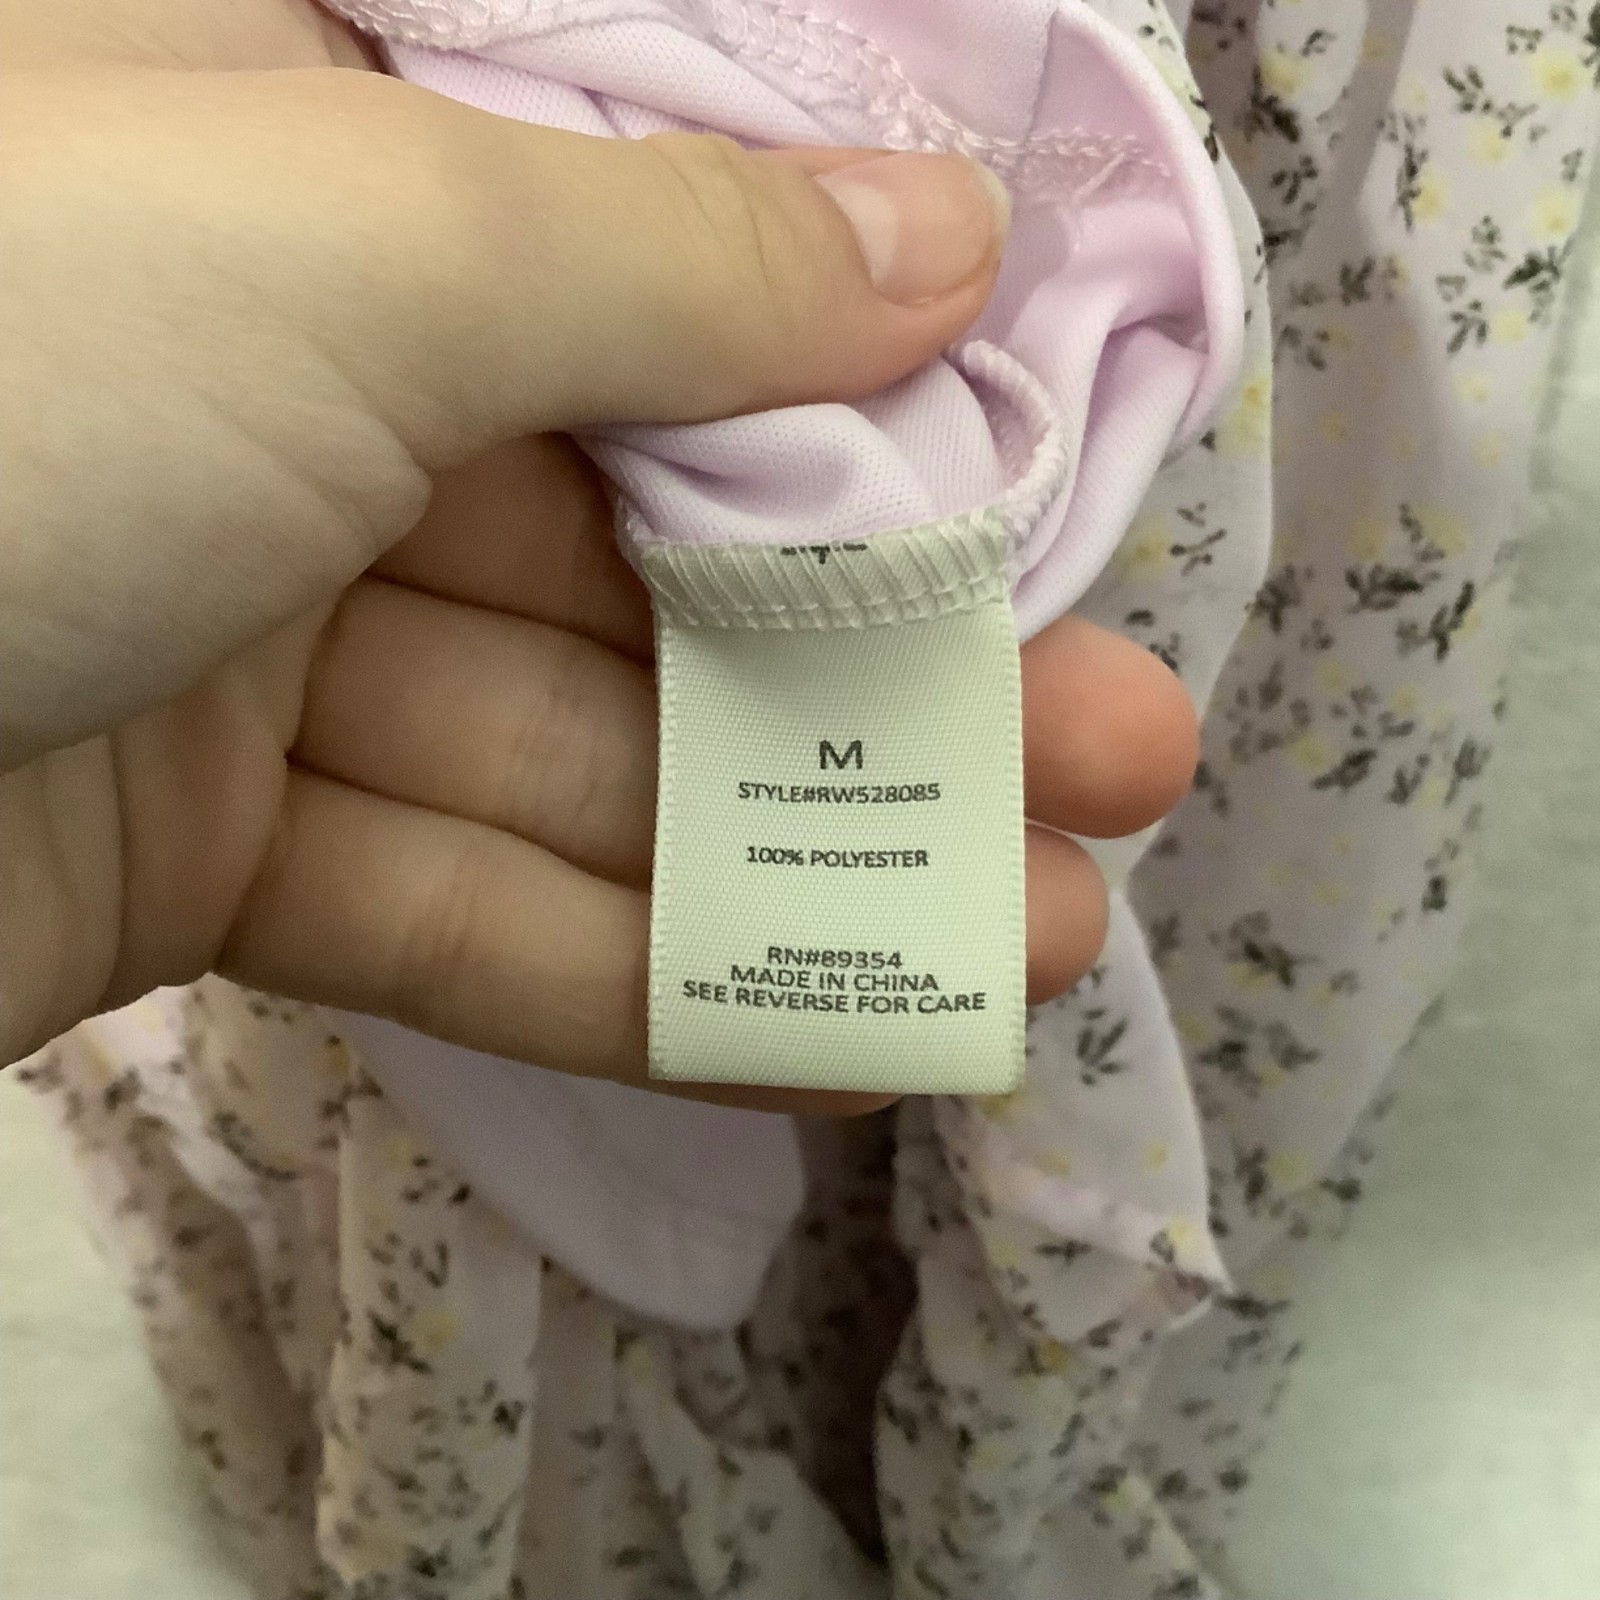 M
STYLE#RW528085
100% POLYESTER
RN#89354
MADE IN CHINA
SEE REVERSE FOR CARE